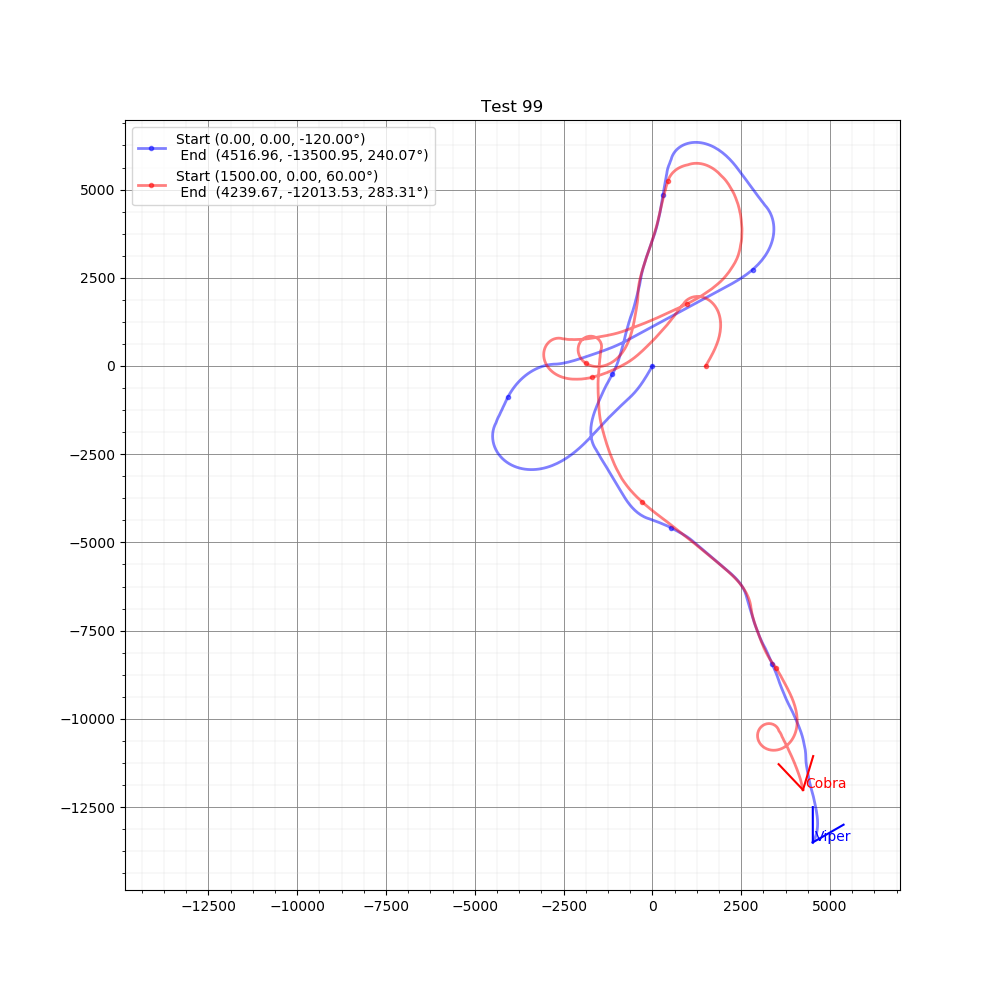 Test 99
Start (0.00, 0.00, -120.00°)
End (4516.96, -13500.95, 240.07°)
Start (1500.00, 0.00, 60.00°)
End (4239.67, -12013.53, 283.31°)
5000
2500
0
−2500
−5000
−7500
−10000
−12500
Cobra
Viper
−12500 −10000 −7500 −5000 −2500 0 2500 5000